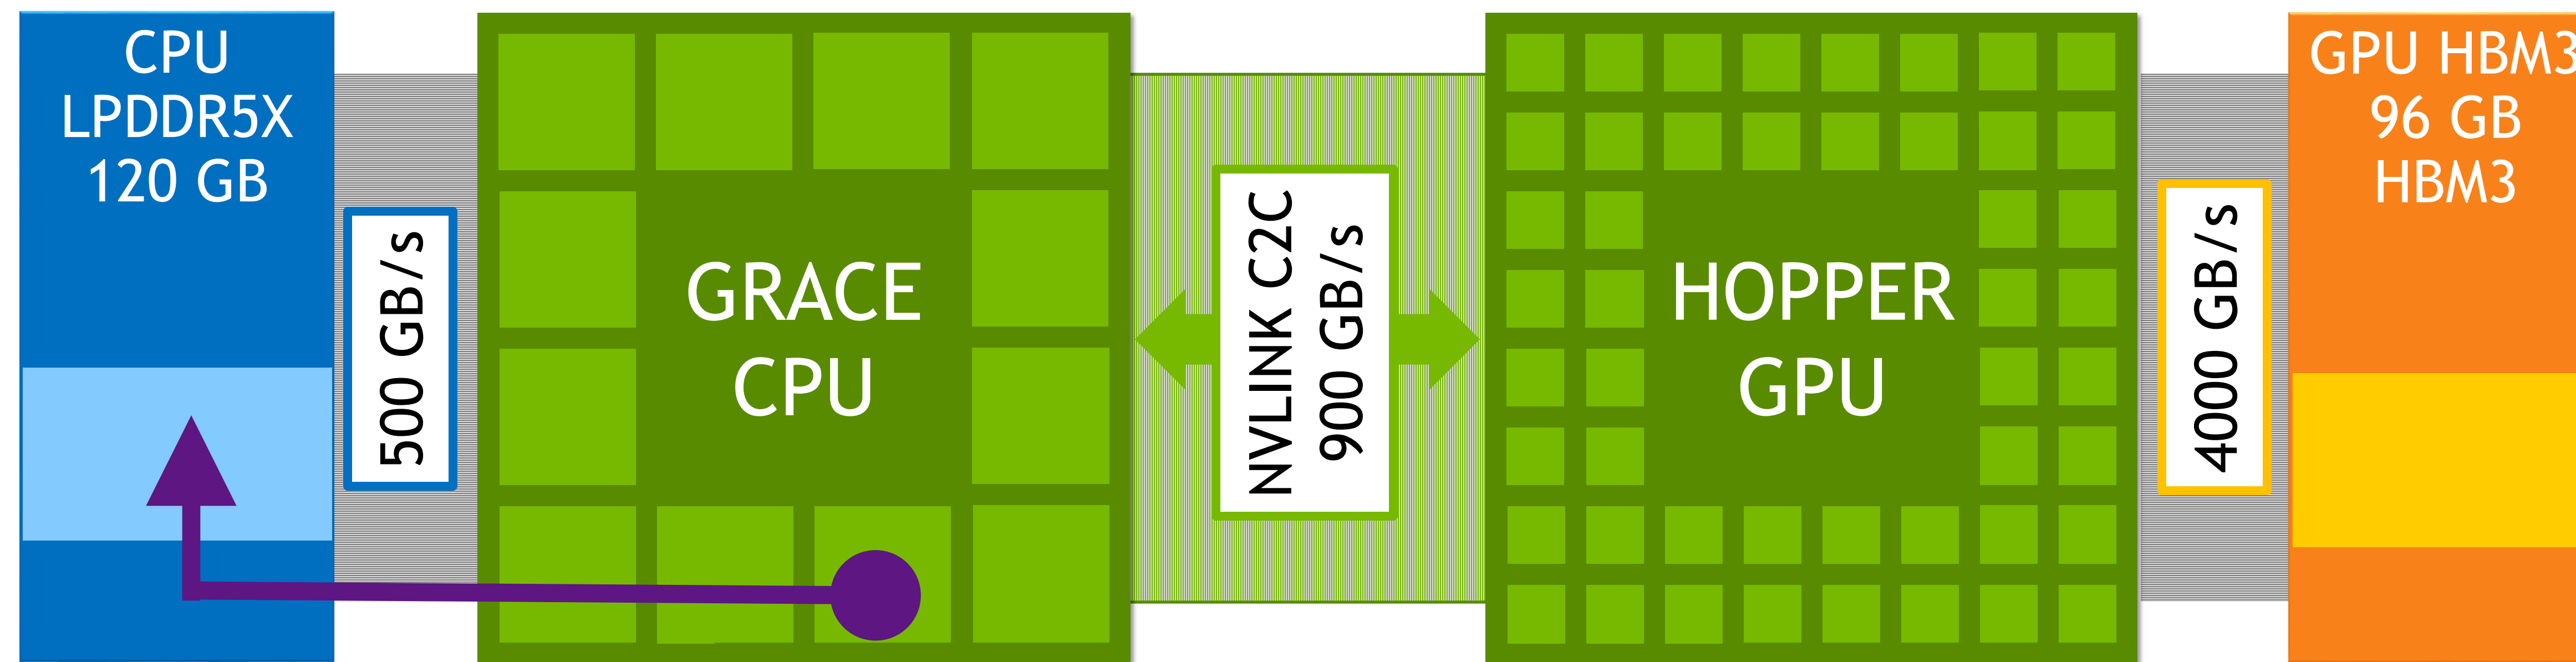 CPU
LPDDR5X
120 GB
500 GB/s
GRACE
CPU
NVLINK C2C
900 GB/s
HOPPER
GPU
4000 GB/s
GPU HBM3
96 GB
HBM3